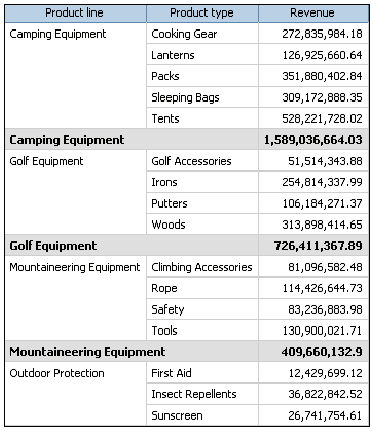 Product line Product type Revenue
Camping Equipment Cooking Gear 272,835,984.18
Lanterns 126,925,660.64
Packs 351,880,402.84
Sleeping Bags 309,172,888.35
Tents 528,221,728.02
Camping Equipment 1,589,036,664.03
Golf Equipment Golf Accessories 51,514,343.88
Irons 254,814,337.99
Putters 106,184,271.37
Woods 313,898,414.65
Golf Equipment 726,411,367.89
Mountaineering Equipment Climbing Accessories 81,096,582.48
Rope 114,426,644.73
Safety 83,236,883.98
Tools 130,900,021.71
Mountaineering Equipment 409,660,132.9
Outdoor Protection First Aid 12,429,699.12
Insect Repellents 36,822,842.52
Sunscreen 26,741,754.61